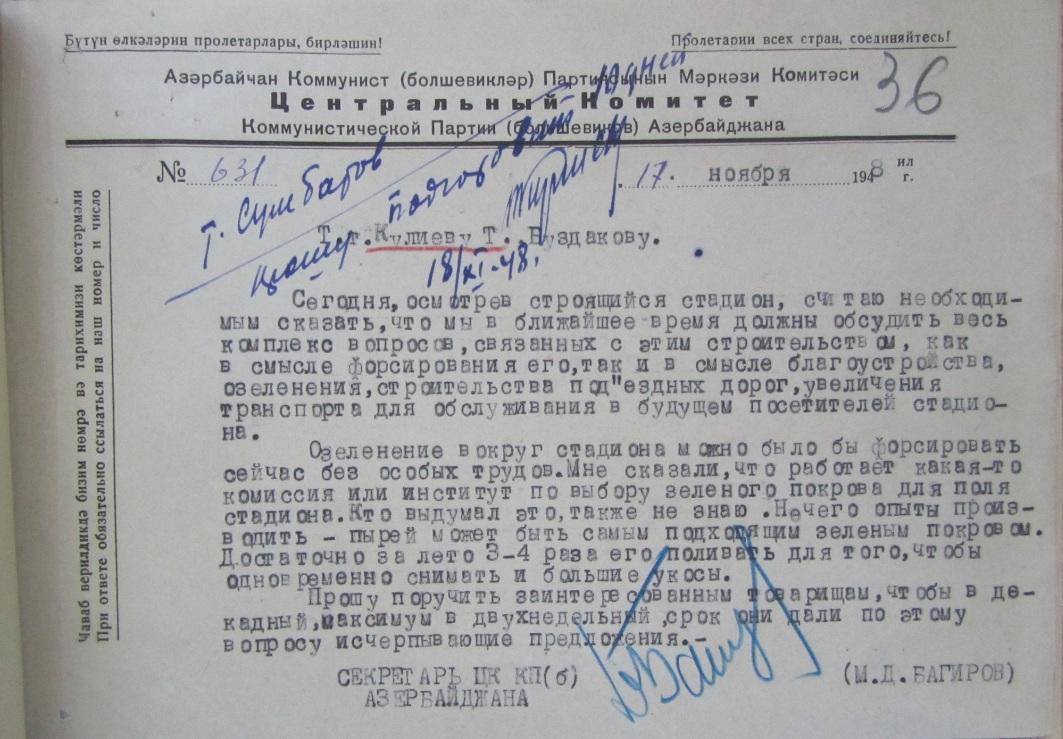 Бүтүн өлкәләрин пролетарлары, бирләшин!
Пролетарии всех стран, соединяйтесь!
Азәрбайҹан Коммунист (болшевикләр) Партијасынын Мәркәзи Комитәси
Центральный Комитет
Коммунистической Партии (большевиков) Азербайджана
36
№ 631
17. ноября 1948 ил г.
т. Сумбатов
прошу подготовить
18/XI-48.
Т.т. Кулиеву Т. Буздакову.
Сегодня, осмотрев строящийся стадион, считаю необходи-
мым сказать, что мы в ближайшее время должны обсудить весь
комплекс вопросов, связанных с этим строительством, как
в смысле форсирования его, так и в смысле благоустройства,
озеленения, строительства под"ездных дорог, увеличения
транспорта для обслуживания в будущем посетителей стадио-
на.
Озеленение вокруг стадиона можно было бы форсировать
сейчас без особых трудов. Мне сказали, что работает какая-то
комиссия или институт по выбору зеленого покрова для поля
стадиона. Кто выдумал это, также не знаю. Нечего опыты произ-
водить - пырей может быть самым подходящим зеленым покровом.
Достаточно за лето 3-4 раза его поливать для того, чтобы
одновременно снимать и большие укосы.
Прошу поручить заинтересованным товарищам, чтобы в де-
кадный, максимум в двухнедельный срок они дали по этому
вопросу исчерпывающие предложения.-
СЕКРЕТАРЬ ЦК КП(б)
АЗЕРБАЙДЖАНА
(М.Д. БАГИРОВ)
Ҹаваб верилдикдә бизим нөмрә вә тарихимизи көстәрмәли
При ответе обязательно ссылаться на наш номер и число